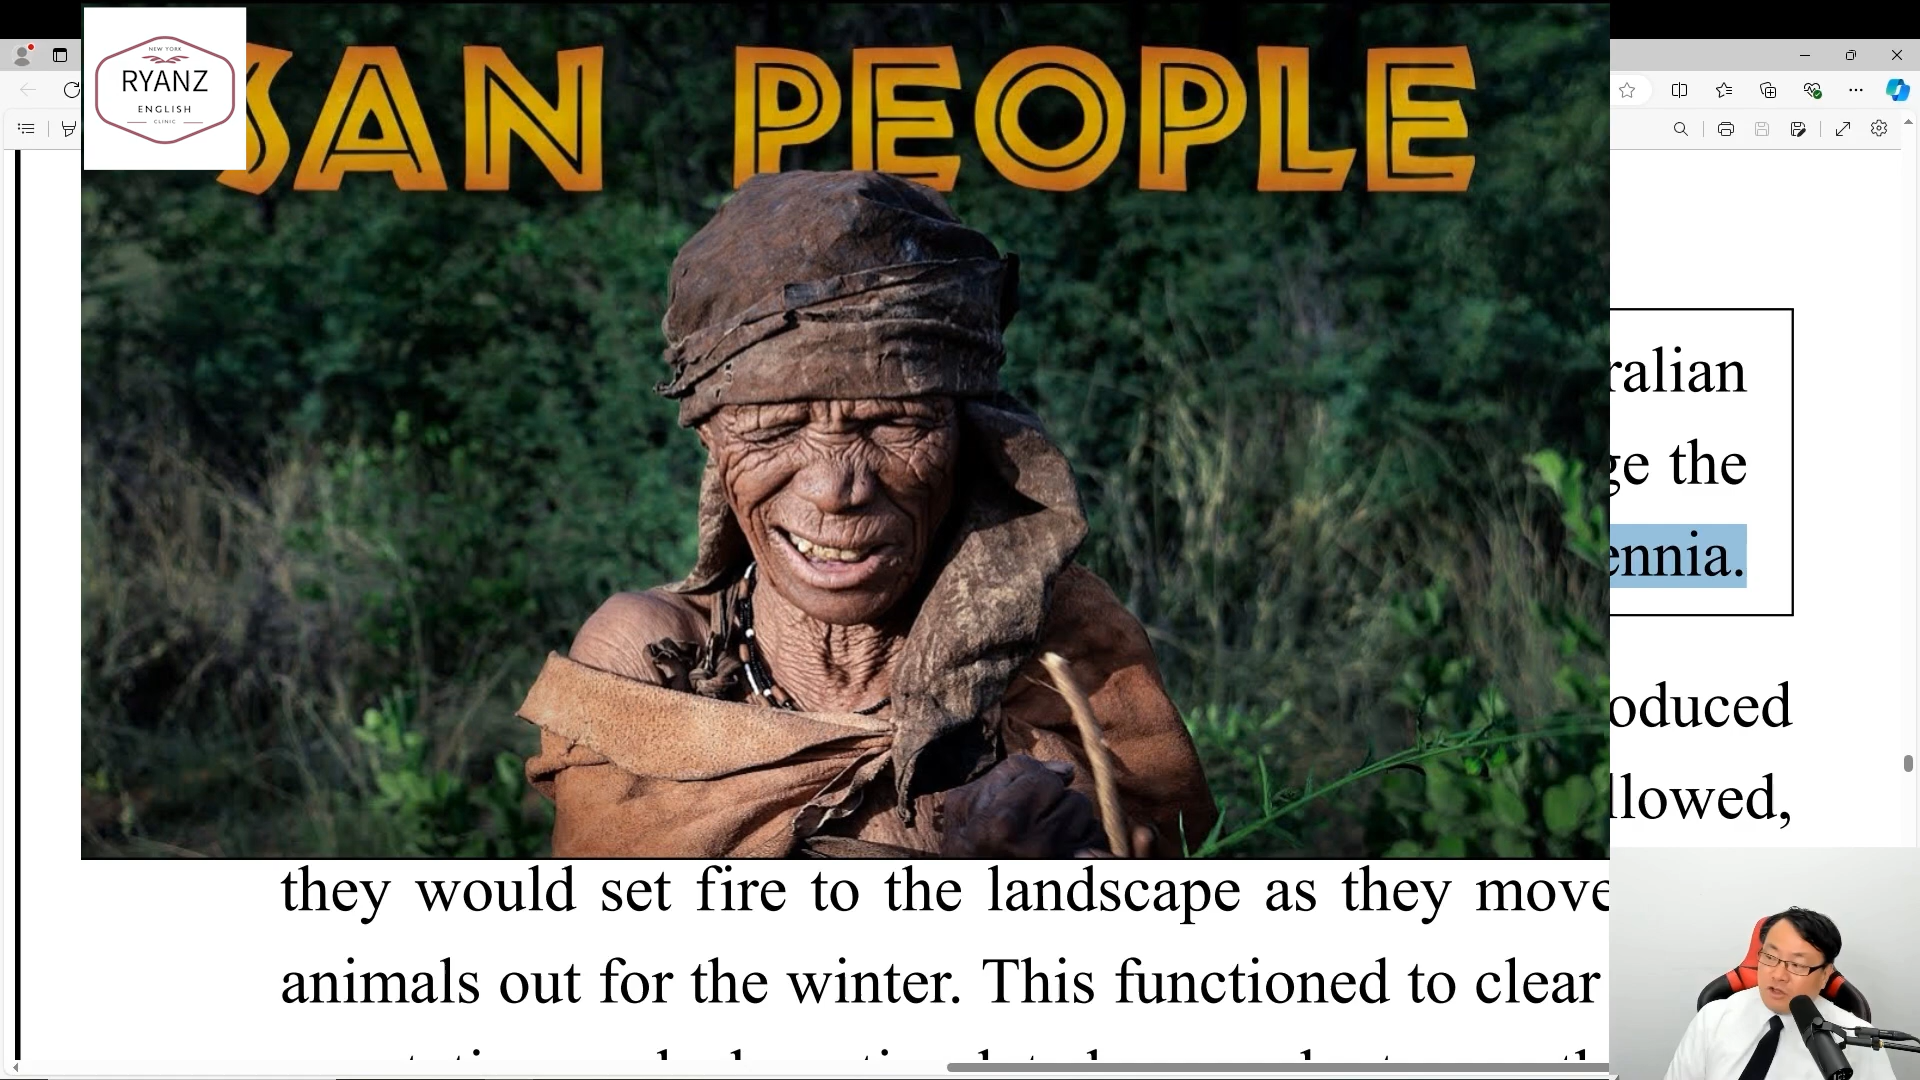 NEW YORK
RYANZ
ENGLISH
CLINIC
SAN PEOPLE
ralian
ge the
ennia.
oduced
llowed,
they would set fire to the landscape as they move
animals out for the winter. This functioned to clear